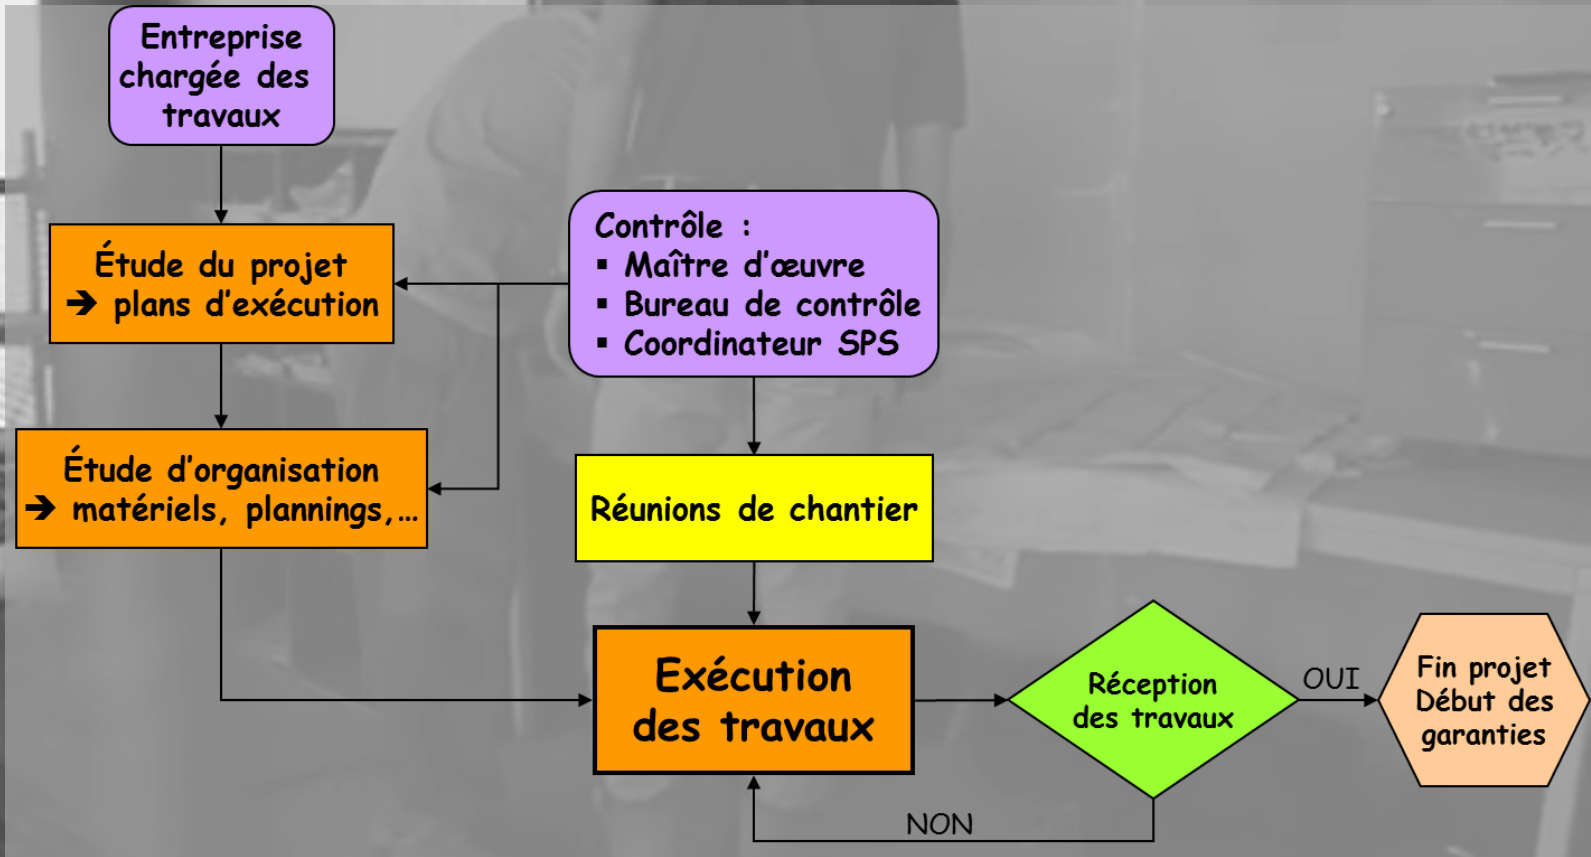 Entreprise
chargée des
travaux
Étude du projet
➔ plans d'exécution
Contrôle :
▪ Maître d'œuvre
▪ Bureau de contrôle
▪ Coordinateur SPS
Étude d'organisation
➔ matériels, plannings,…
Réunions de chantier
Exécution
des travaux
Réception
des travaux
OUI
Fin projet
Début des
garanties
NON